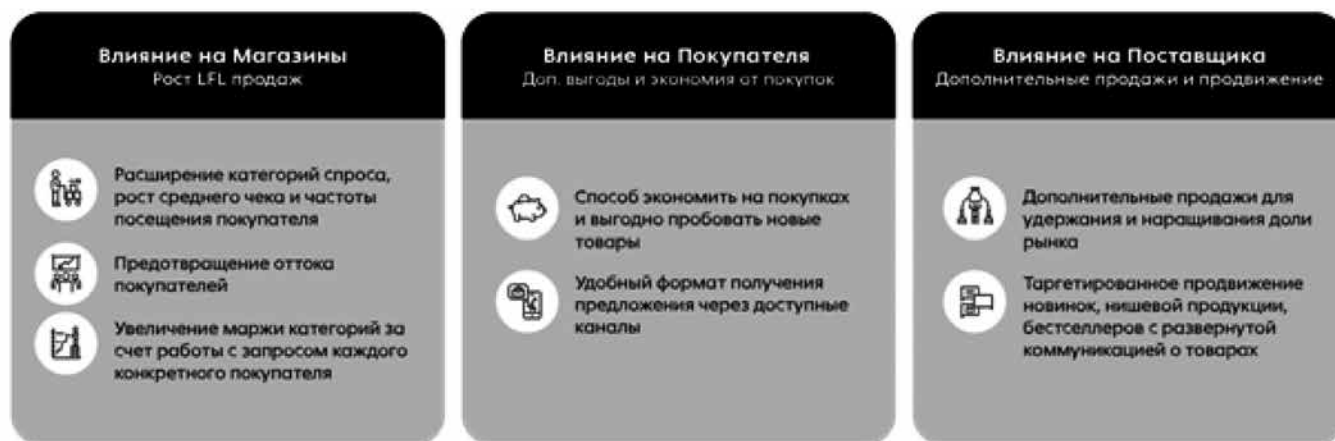 Влияние на Магазины
Рост LFL продаж
Расширение категорий спроса,
рост среднего чека и частоты
посещения покупателя
Предотвращение оттока
покупателей
Увеличение маржи категорий за
счет работы с запросом каждого
конкретного покупателя
Влияние на Покупателя
Доп. выгоды и экономия от покупок
Способ экономить на покупках
и выгодно пробовать новые
товары
Удобный формат получения
предложения через доступные
каналы
Влияние на Поставщика
Дополнительные продажи и продвижение
Дополнительные продажи для
удержания и наращивания доли
рынка
Таргетированное продвижение
новинок, нишевой продукции,
бестселлеров с развернутой
коммуникацией о товарах